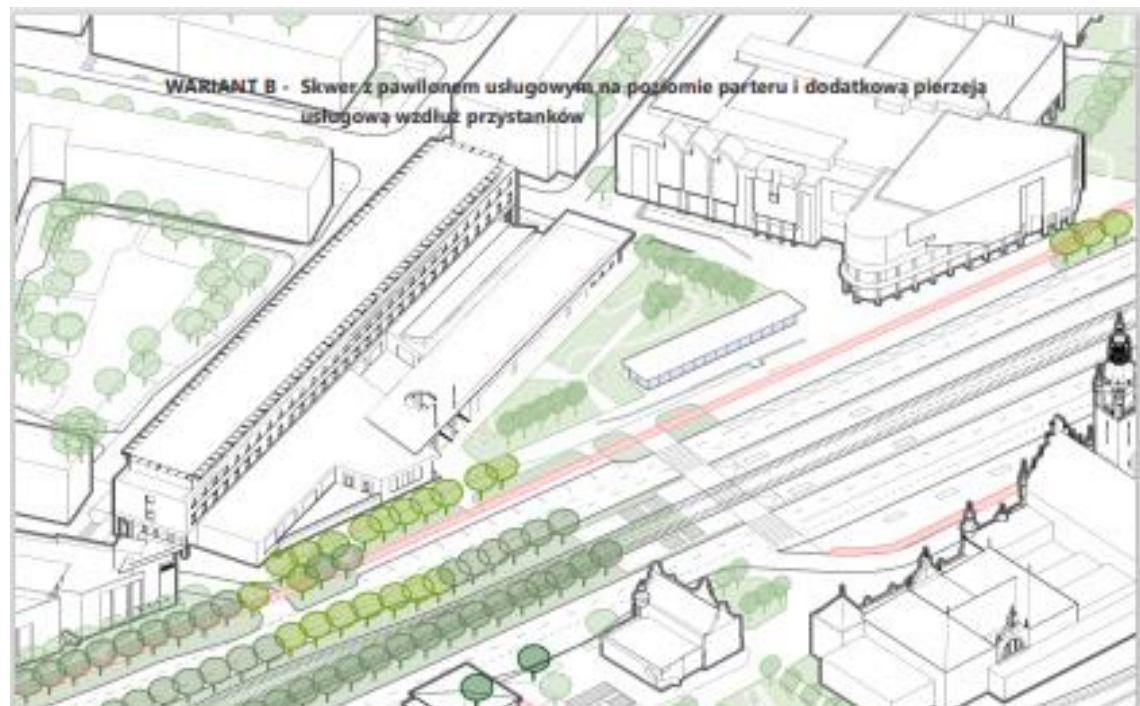 WARIANT B - Skwer z pawilonem usługowym na poziomie parteru i dodatkową pierzeją
usługową wzdłuż przystanków